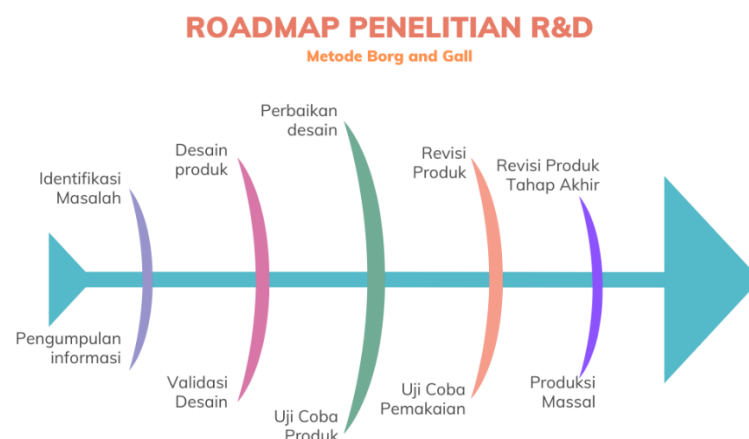 ROADMAP PENELITIAN R&D
Metode Borg and Gall
Identifikasi
Masalah
Pengumpulan
informasi
Desain
produk
Validasi
Desain
Perbaikan
desain
Uji Coba
Produk
Revisi
Produk
Uji Coba
Pemakaian
Revisi Produk
Tahap Akhir
Produksi
Massal